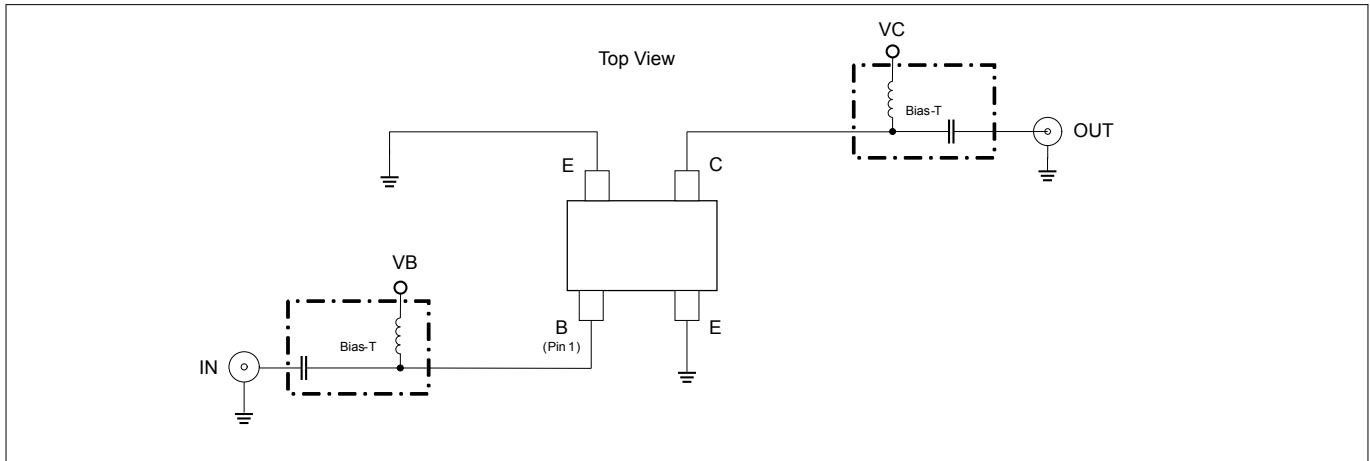 VC
Top View
Bias-T
OUT
E
C
VB
B
E
(Pin 1)
Bias-T
IN